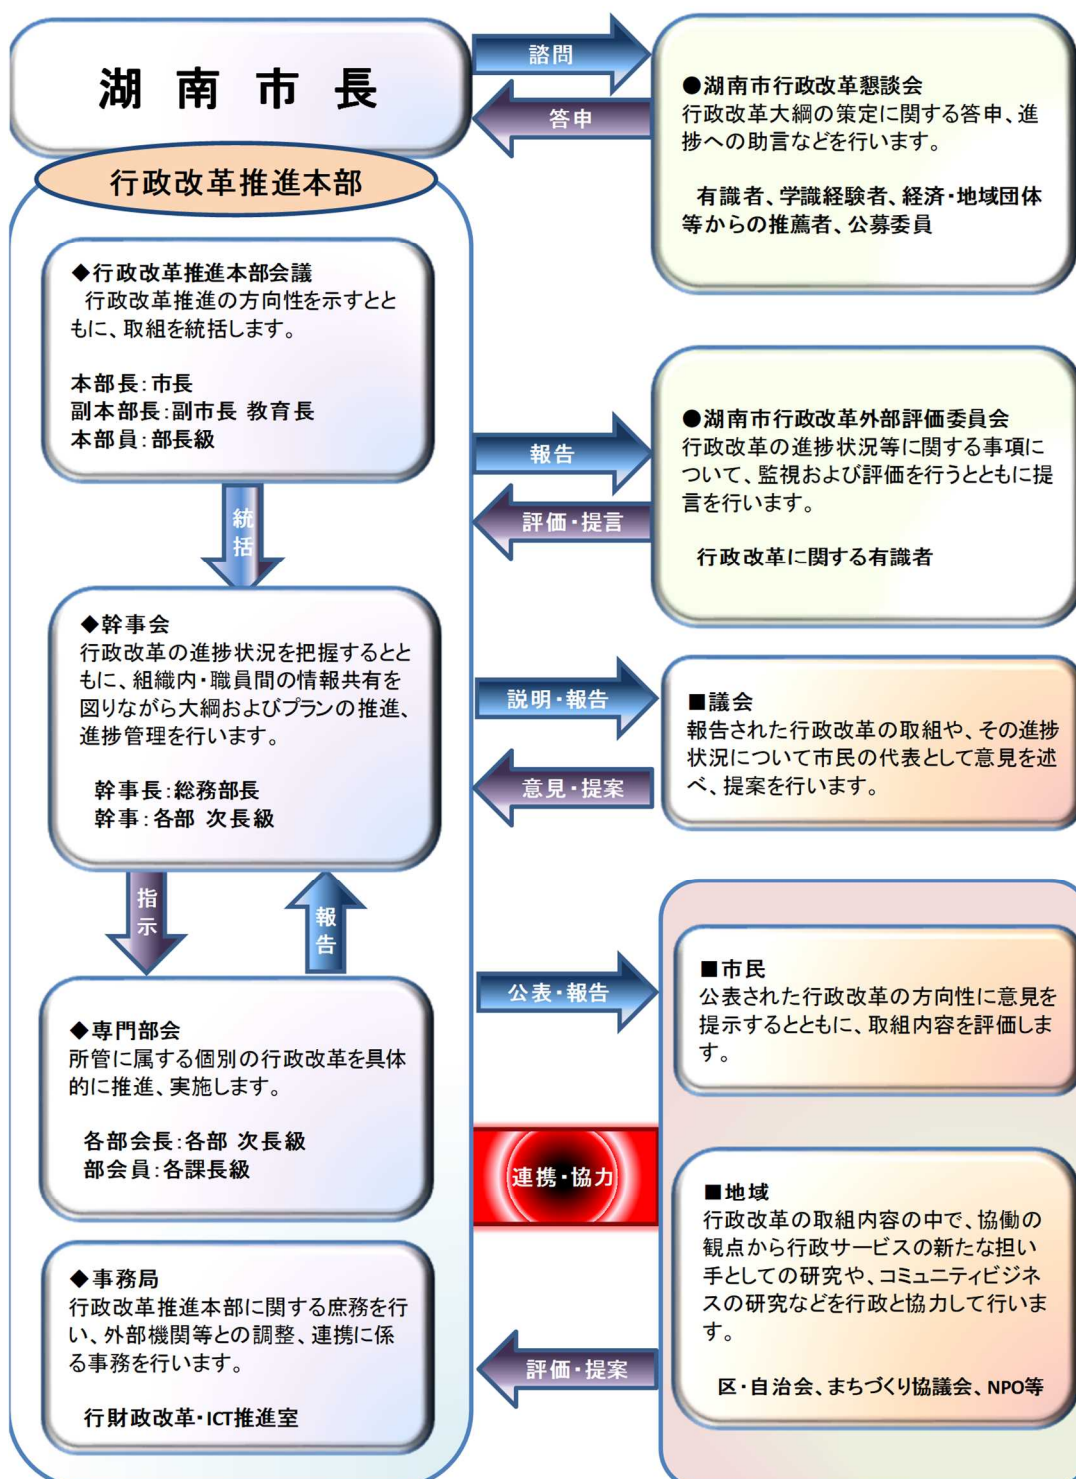 湖南市長
諮問
答申
●湖南市行政改革懇談会
行政改革大綱の策定に関する答申、進
捗への助言などを行います。
有識者、学識経験者、経済・地域団体
等からの推薦者、公募委員
行政改革推進本部
◆行政改革推進本部会議
行政改革推進の方向性を示すとと
もに、取組を統括します。
本部長：市長
副本部長：副市長 教育長
本部員：部長級
報告
評価・提言
●湖南市行政改革外部評価委員会
行政改革の進捗状況等に関する事項に
ついて、監視および評価を行うとともに提
言を行います。
行政改革に関する有識者
統括
◆幹事会
行政改革の進捗状況を把握するとと
もに、組織内・職員間の情報共有を
図りながら大綱およびプランの推進、
進捗管理を行います。
幹事長：総務部長
幹事：各部 次長級
説明・報告
意見・提案
■議会
報告された行政改革の取組や、その進捗
状況について市民の代表として意見を述
べ、提案を行います。
指示
報告
◆専門部会
所管に属する個別の行政改革を具体
的に推進、実施します。
各部会長：各部 次長級
部会員：各課長級
公表・報告
■市民
公表された行政改革の方向性に意見を
提示するとともに、取組内容を評価しま
す。
連携・協力
■地域
行政改革の取組内容の中で、協働の
観点から行政サービスの新たな担い
手としての研究や、コミュニティビジネ
スの研究などを行政と協力して行いま
す。
区・自治会、まちづくり協議会、NPO等
◆事務局
行政改革推進本部に関する庶務を行
い、外部機関等との調整、連携に係
る事務を行います。
行財政改革・ICT推進室
評価・提案